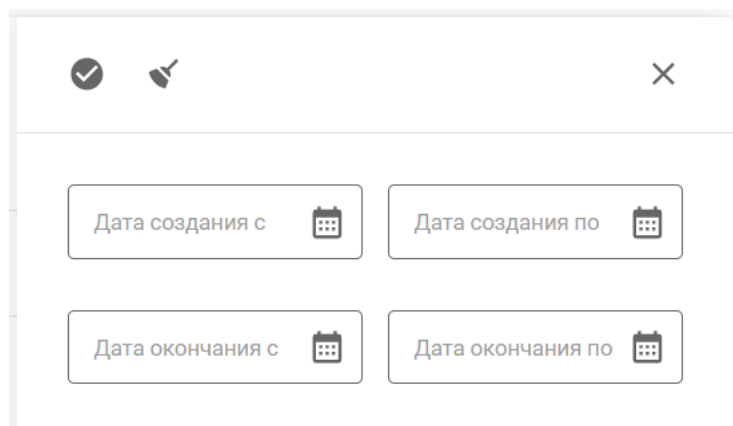 Дата создания с
Дата создания по
Дата окончания с
Дата окончания по